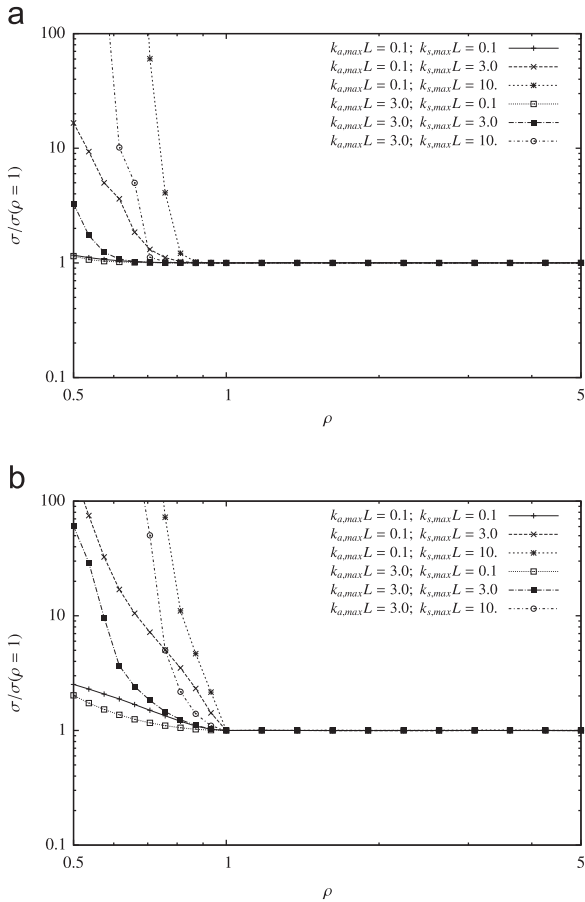 a
100
10
1
0.1
σ/σ(ρ = 1)
k_{a,max}L = 0.1; k_{s,max}L = 0.1
k_{a,max}L = 0.1; k_{s,max}L = 3.0
k_{a,max}L = 0.1; k_{s,max}L = 10.
k_{a,max}L = 3.0; k_{s,max}L = 0.1
k_{a,max}L = 3.0; k_{s,max}L = 3.0
k_{a,max}L = 3.0; k_{s,max}L = 10.
0.5 1 5
ρ
b
100
10
1
0.1
σ/σ(ρ = 1)
k_{a,max}L = 0.1; k_{s,max}L = 0.1
k_{a,max}L = 0.1; k_{s,max}L = 3.0
k_{a,max}L = 0.1; k_{s,max}L = 10.
k_{a,max}L = 3.0; k_{s,max}L = 0.1
k_{a,max}L = 3.0; k_{s,max}L = 3.0
k_{a,max}L = 3.0; k_{s,max}L = 10.
0.5 1 5
ρ